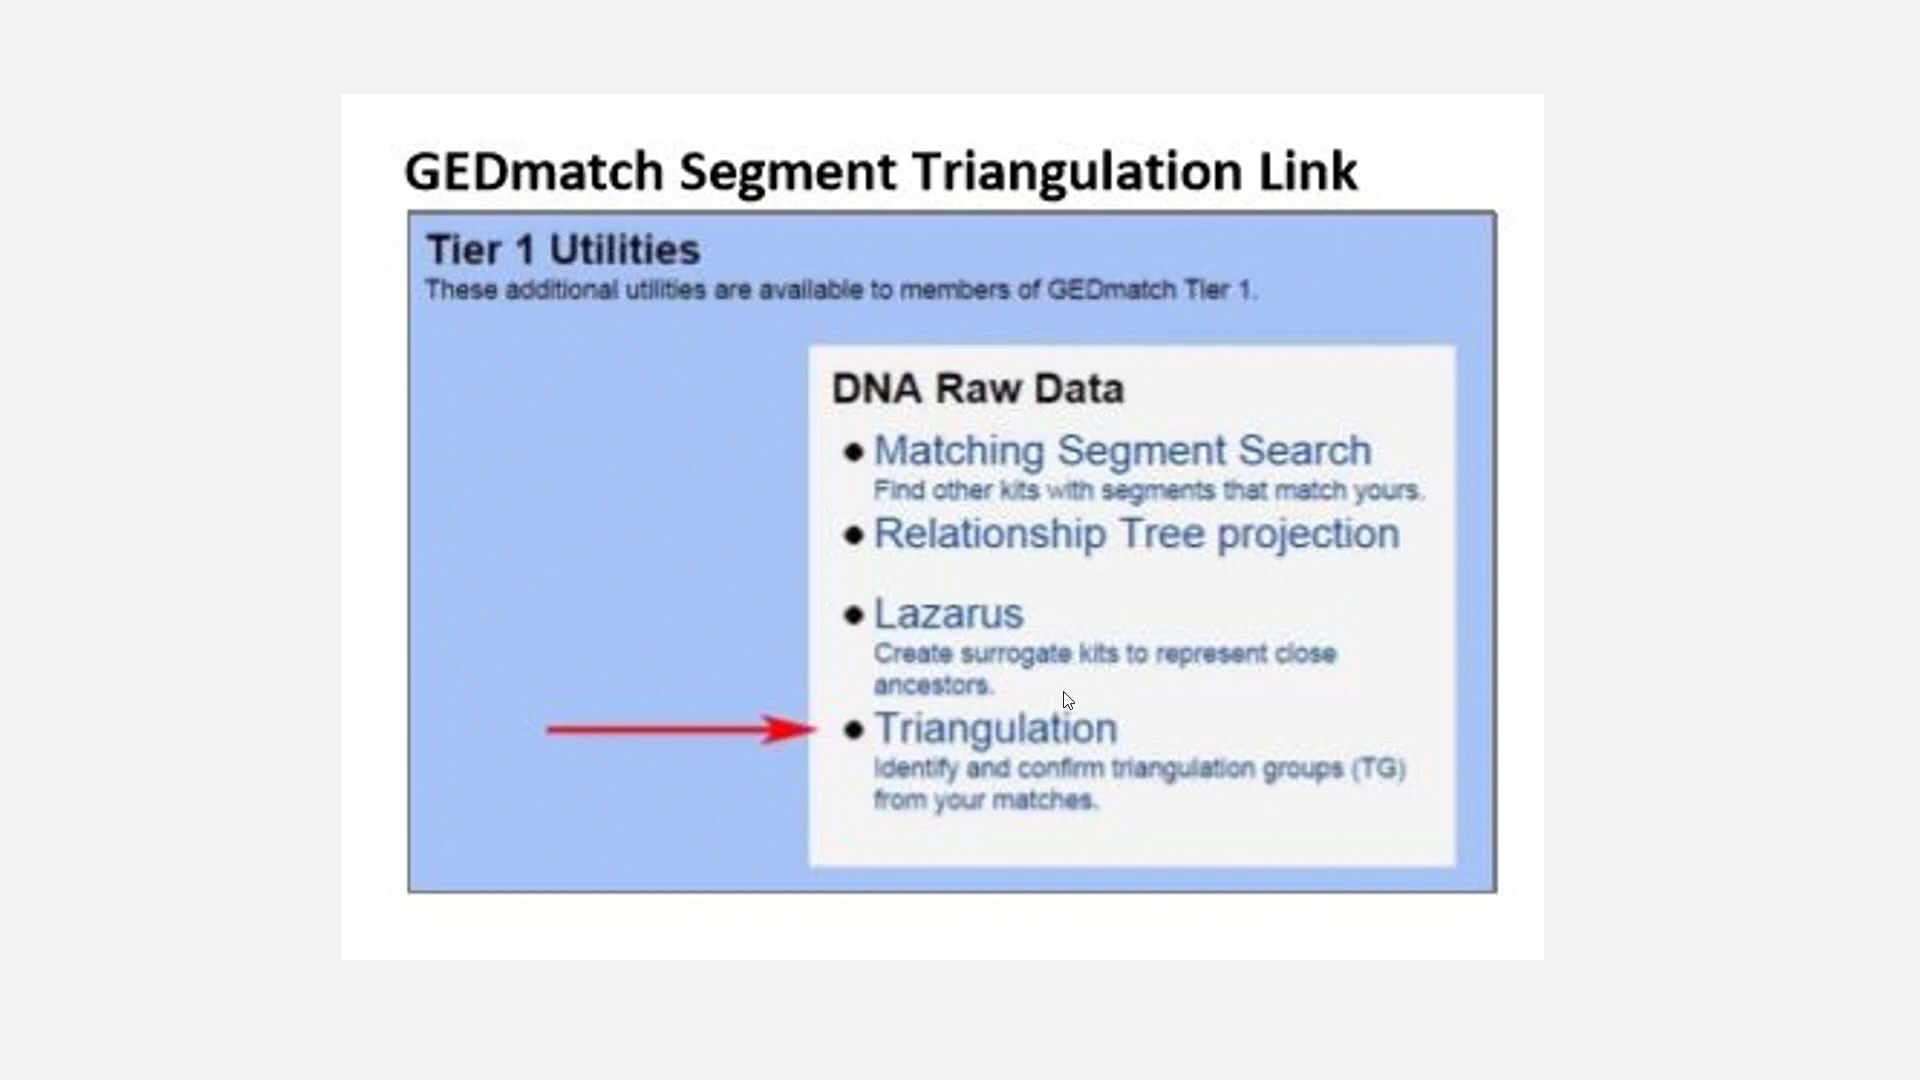 GEDmatch Segment Triangulation Link
Tier 1 Utilities
These additional utilities are available to members of GEDmatch Tier 1.
DNA Raw Data
Matching Segment Search
Find other kits with segments that match yours.
Relationship Tree projection
Lazarus
Create surrogate kits to represent close
ancestors.
Triangulation
Identify and confirm triangulation groups (TG)
from your matches.